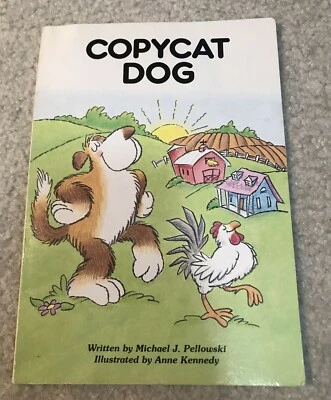 COPYCAT
DOG
Written by Michael J. Pellowski
Illustrated by Anne Kennedy